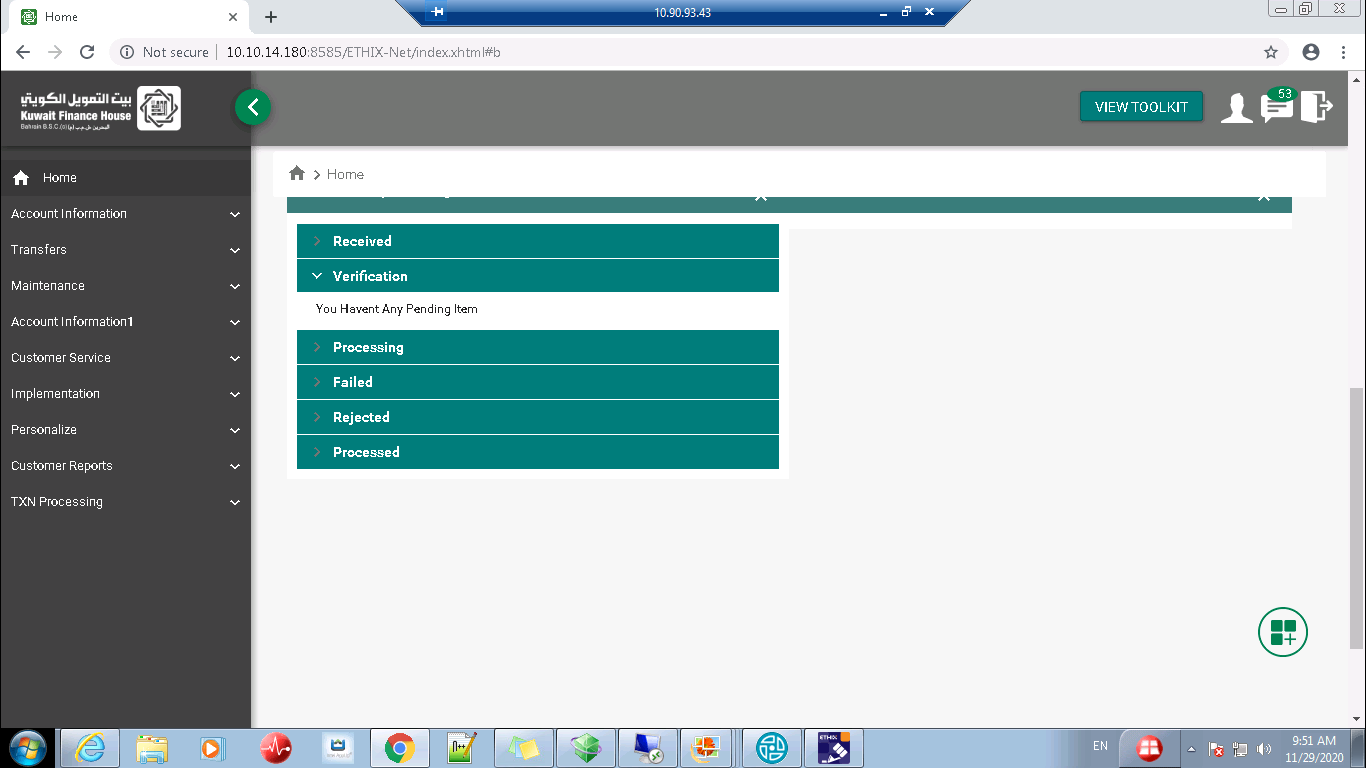 Home
10.90.93.43
Not secure
10.10.14.180:8585/ETHIX-Net/index.xhtml#b
بيت التمويل الكويتي
Kuwait Finance House
Bahrain B.S.C.(c) البحرين ش.م.ب (م)
VIEW TOOLKIT
53
Home
Home
Account Information
Transfers
Maintenance
Account Information1
Customer Service
Implementation
Personalize
Customer Reports
TXN Processing
Received
Verification
You Havent Any Pending Item
Processing
Failed
Rejected
Processed
ETHIX
EN
9:51 AM
11/29/2020